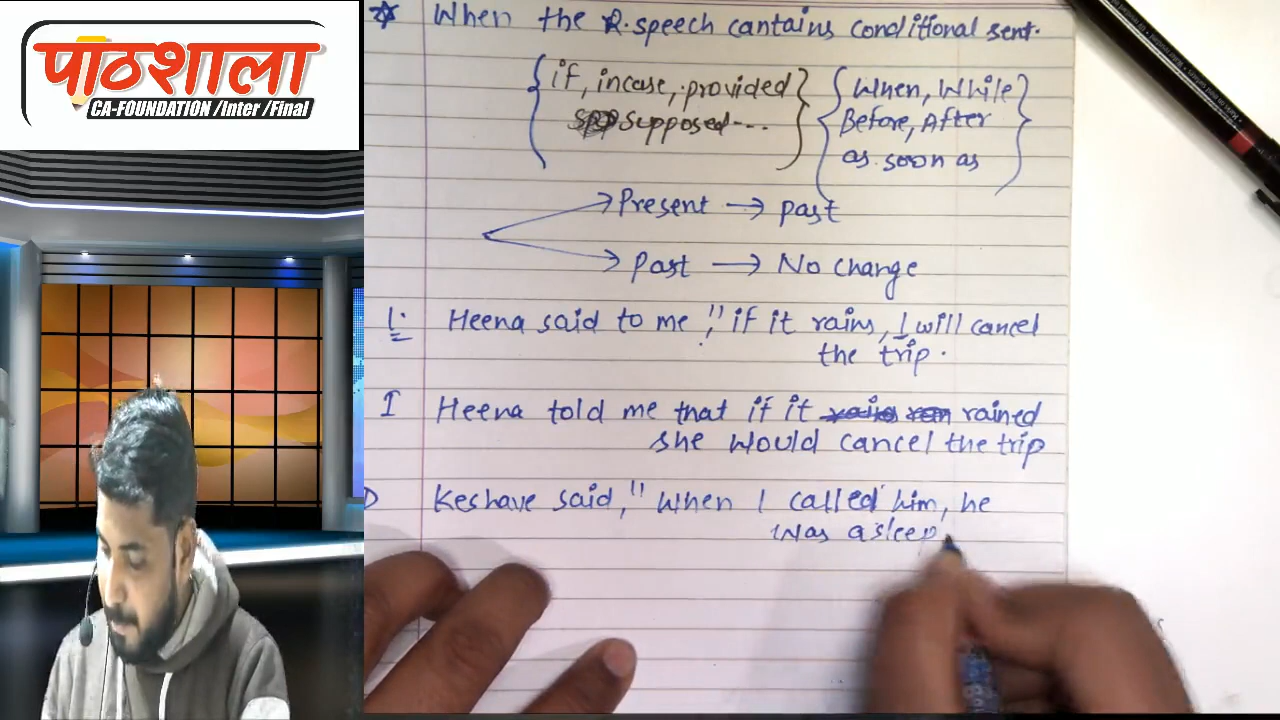 पाठशाला
CA-FOUNDATION /Inter /Final
When the R. speech cantains conditional sent.
{if, incase, provided} {When, While
supposed--- Before, After
as soon as}
Present → past
past → No change
1. Heena said to me, "if it rains, I will cancel
the trip.
I Heena told me that if it rained
she would cancel the trip
D Keshave said, "When I called him, he
was asleep